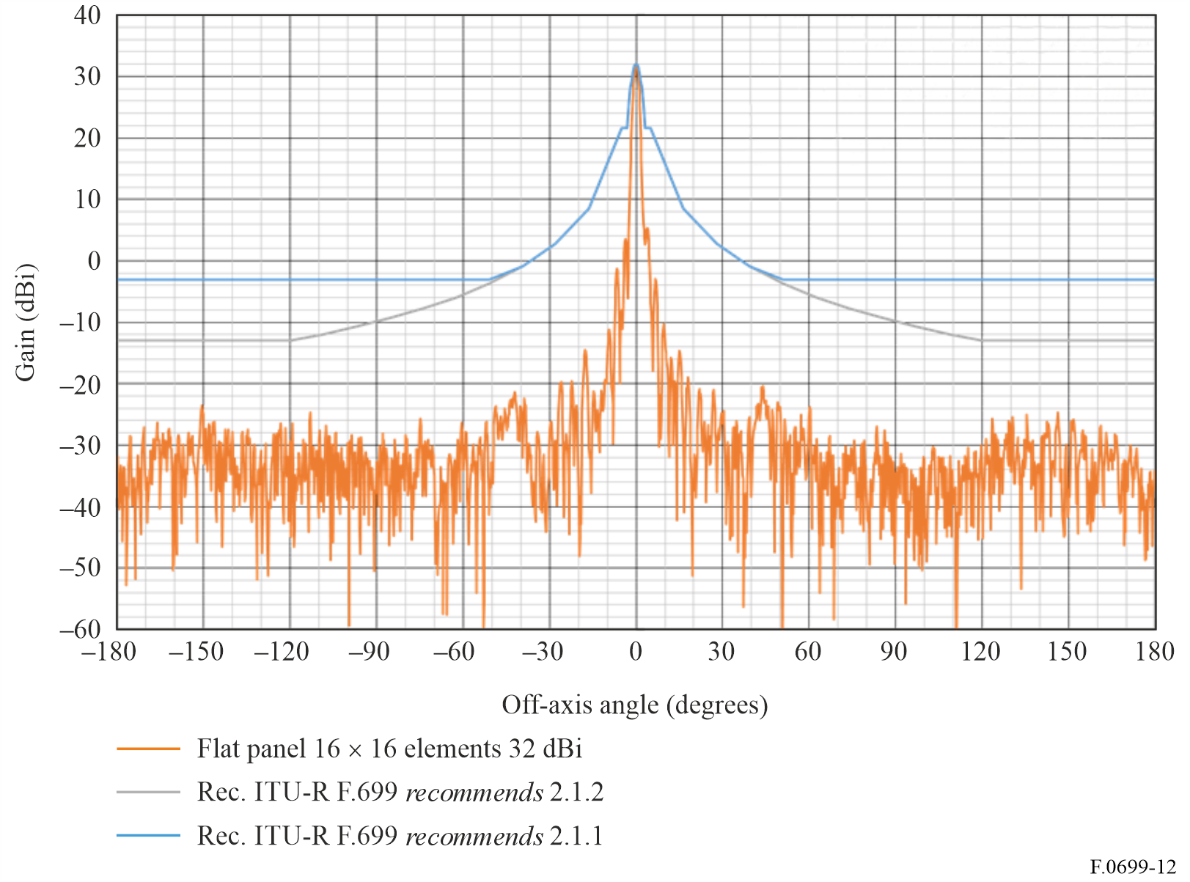 40
30
20
10
0
–10
–20
–30
–40
–50
–60
Gain (dBi)
–180 –150 –120 –90 –60 –30 0 30 60 90 120 150 180
Off-axis angle (degrees)
Flat panel 16 × 16 elements 32 dBi
Rec. ITU-R F.699 recommends 2.1.2
Rec. ITU-R F.699 recommends 2.1.1
F.0699-12